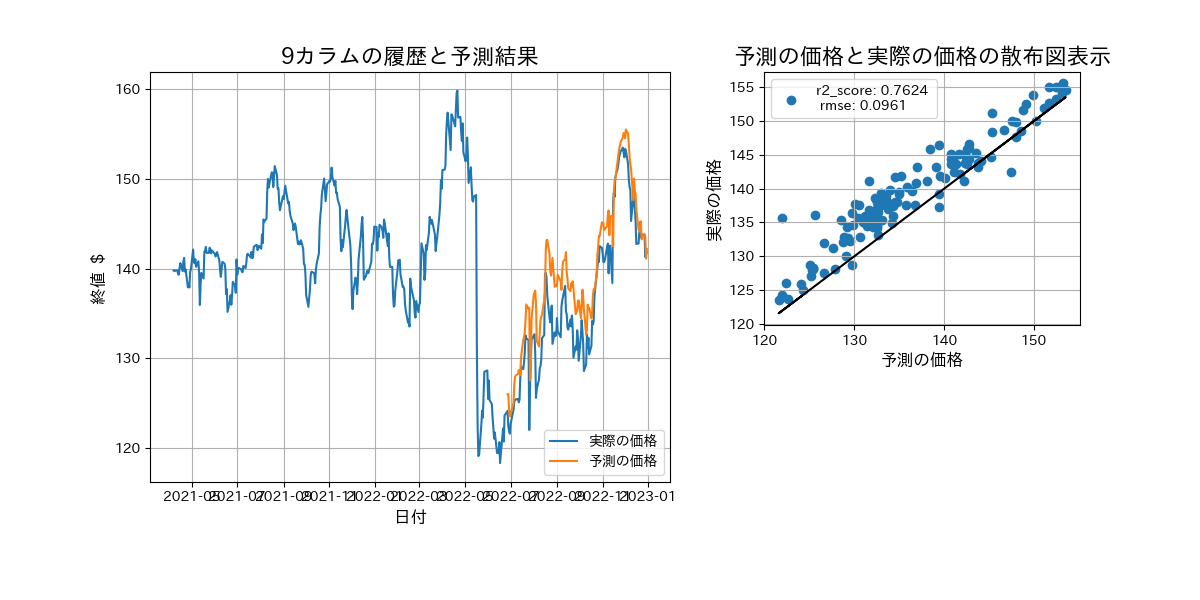 9カラムの履歴と予測結果
160
150
140
130
120
終値 $
2021-05
2021-07
2021-09
2021-11
2022-01
2022-03
2022-05
2022-07
2022-09
2022-11
2023-01
日付
実際の価格
予測の価格
予測の価格と実際の価格の散布図表示
r2_score: 0.7624
rmse: 0.0961
155
150
145
140
135
130
125
120
実際の価格
120
130
140
150
予測の価格